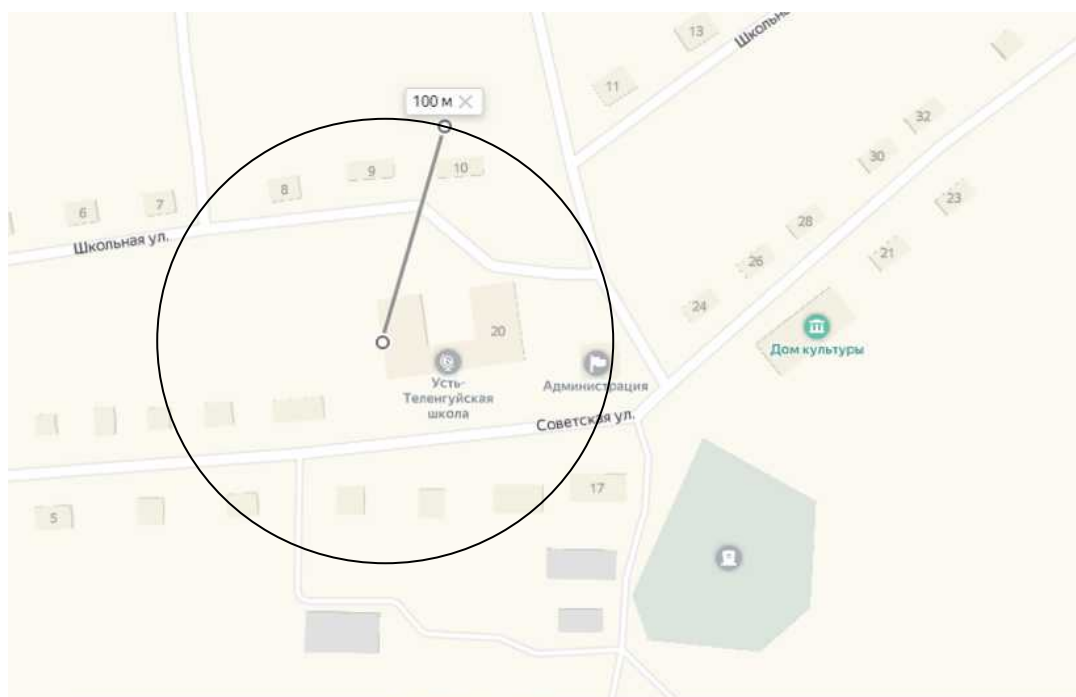 13
Школьна
11
100 м
32
30
9
10
8
23
7
6
28
Школьная ул.
21
26
24
20
Дом культуры
Усть-
Теленгуйская
школа
Администрация
Советская ул.
17
5